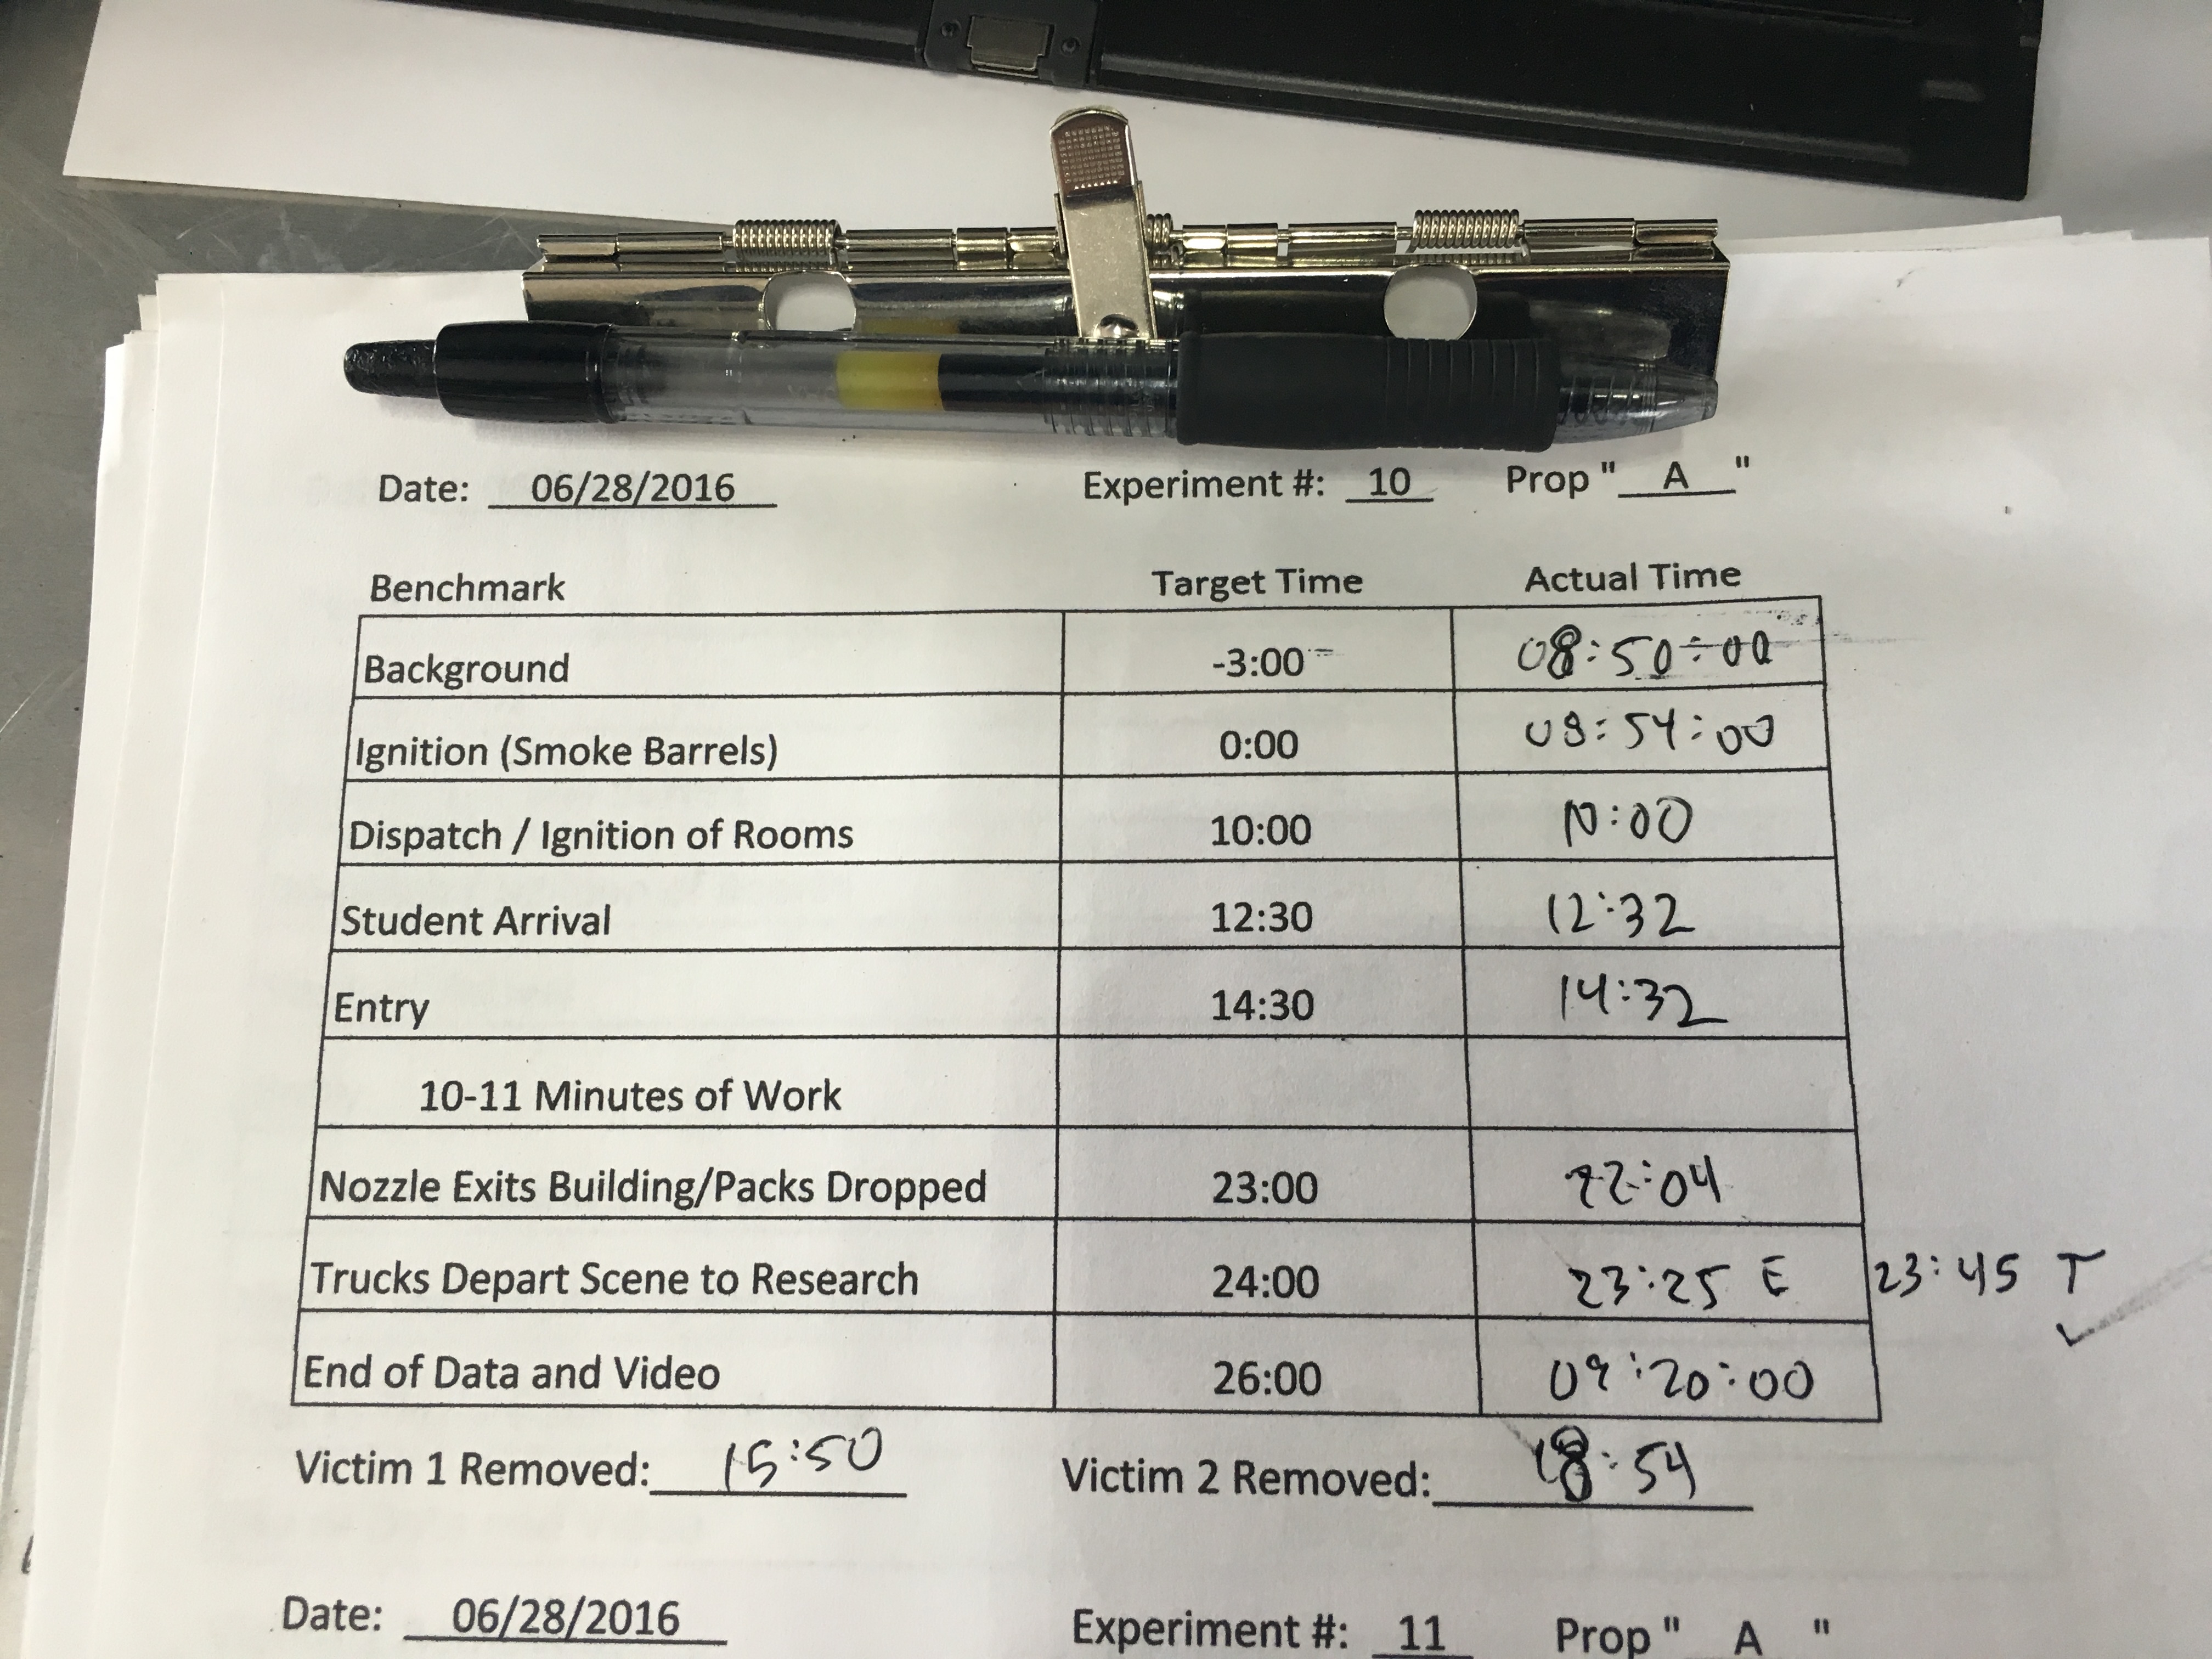 Date: 06/28/2016 Experiment #: 10 Prop " A "
Benchmark Target Time Actual Time
Background -3:00 08:50:00
Ignition (Smoke Barrels) 0:00 08:54:00
Dispatch / Ignition of Rooms 10:00 10:00
Student Arrival 12:30 12:32
Entry 14:30 14:32
10-11 Minutes of Work
Nozzle Exits Building/Packs Dropped 23:00 22:04
Trucks Depart Scene to Research 24:00 23:25 E 23:45 T
End of Data and Video 26:00 09:20:00
Victim 1 Removed: 15:50 Victim 2 Removed: 18:54
Date: 06/28/2016 Experiment #: 11 Prop " A "